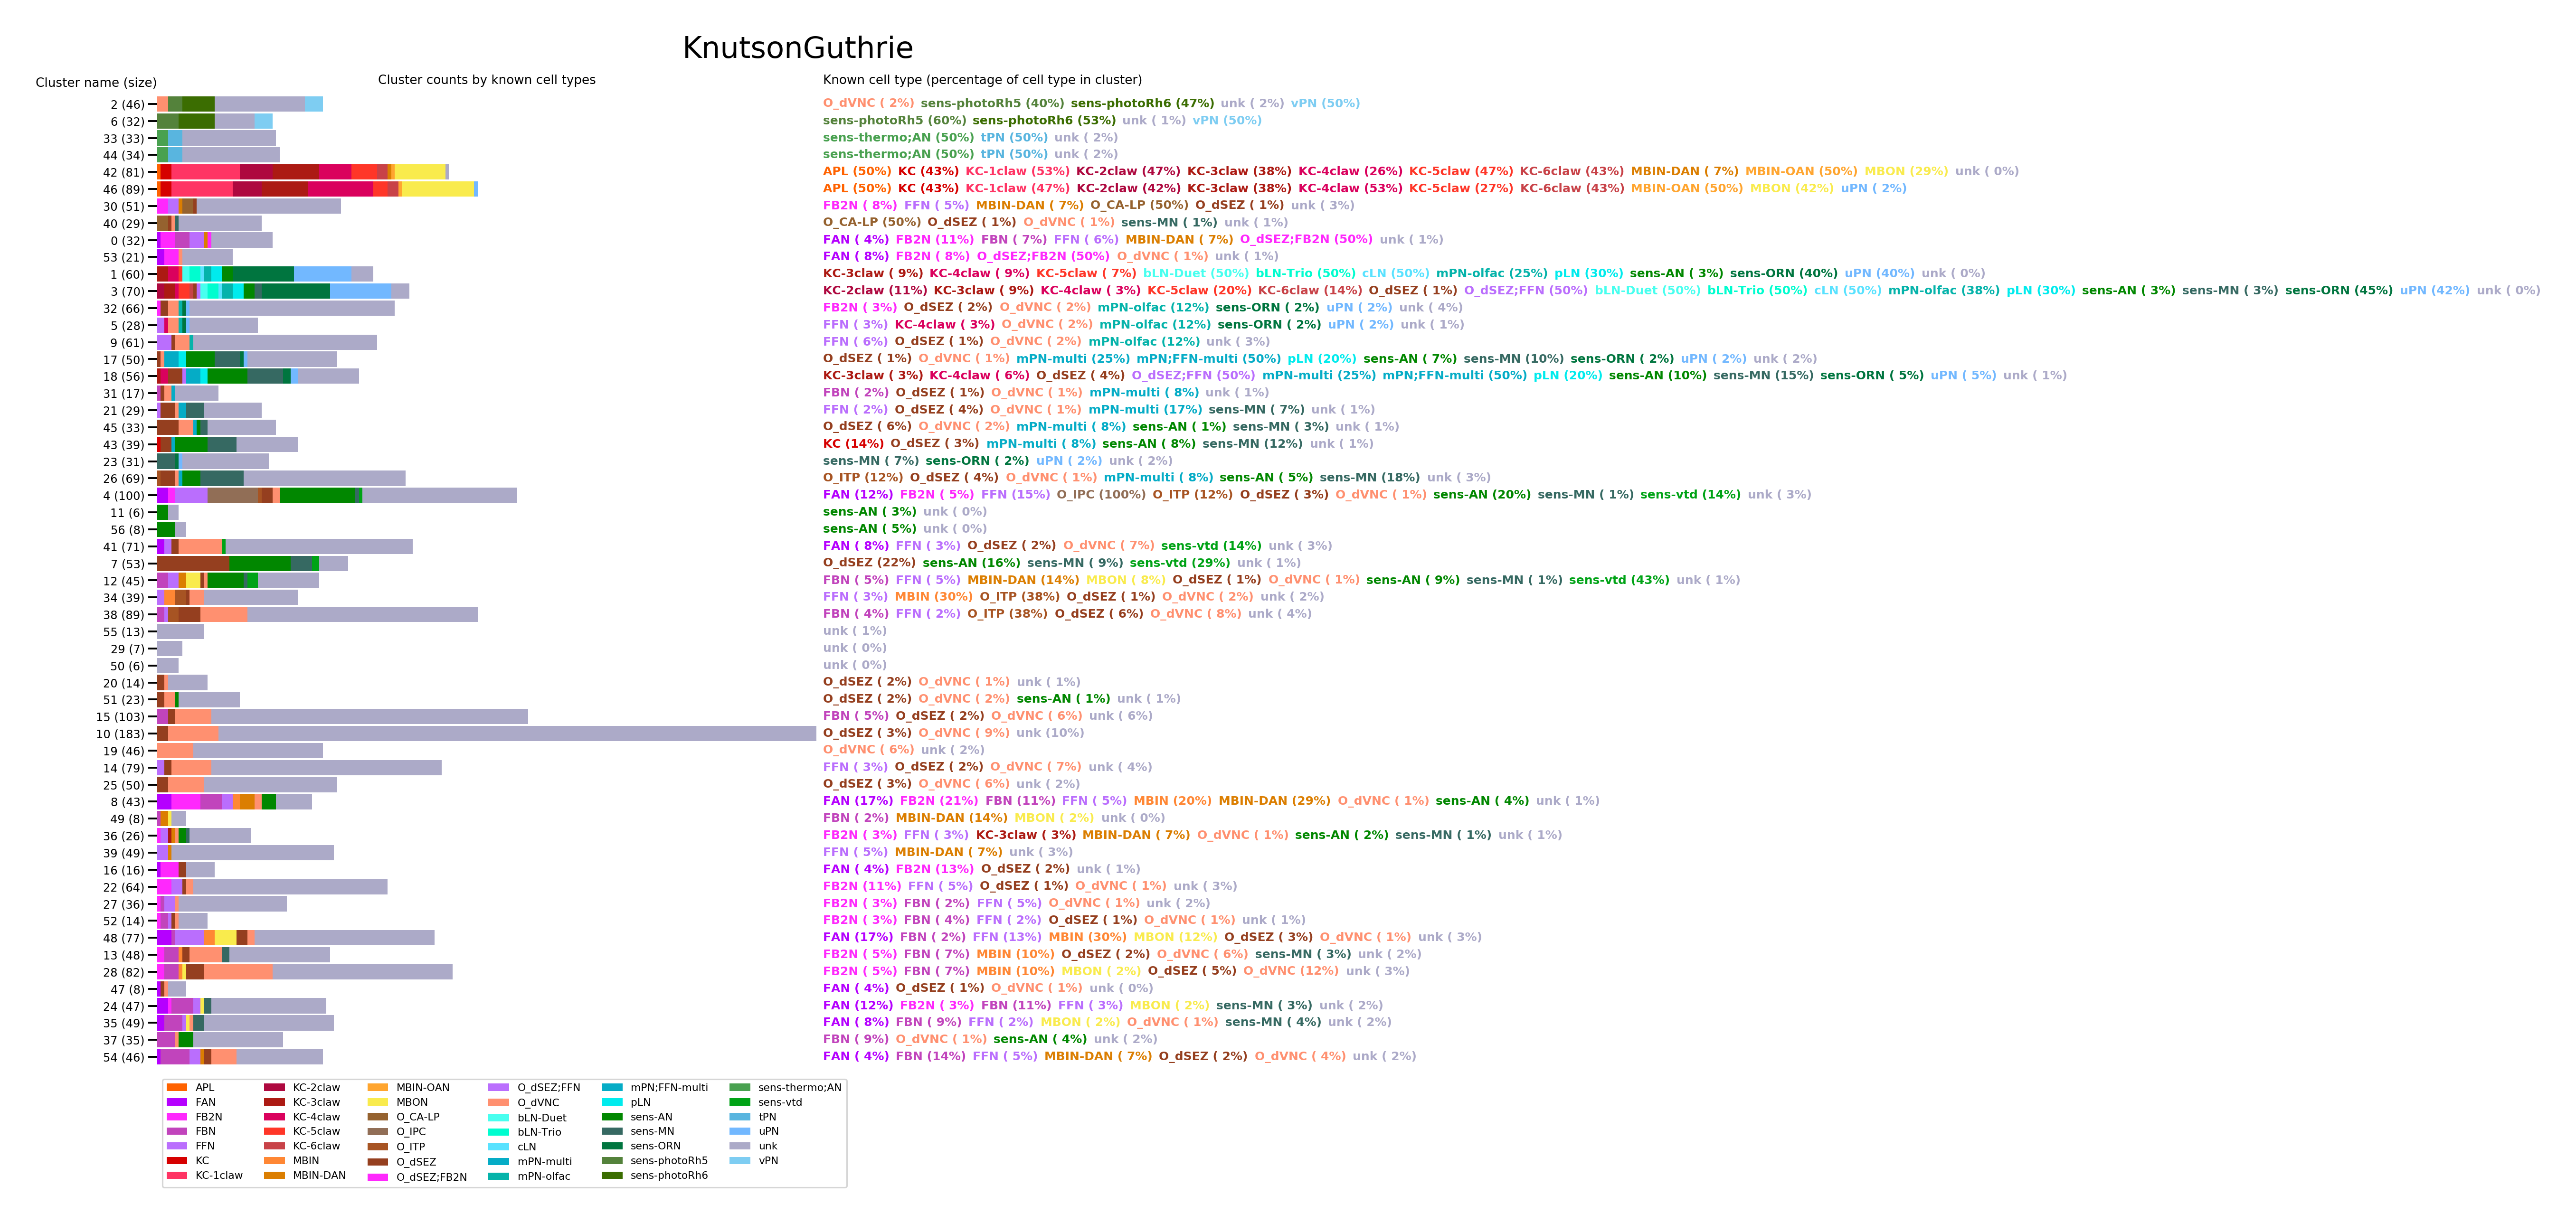 KnutsonGuthrie
Cluster name (size) Cluster counts by known cell types Known cell type (percentage of cell type in cluster)
2 (46) O_dVNC ( 2%) sens-photoRh5 (40%) sens-photoRh6 (47%) unk ( 2%) vPN (50%)
6 (32) sens-photoRh5 (60%) sens-photoRh6 (53%) unk ( 1%) vPN (50%)
33 (33) sens-thermo;AN (50%) tPN (50%) unk ( 2%)
44 (34) sens-thermo;AN (50%) tPN (50%) unk ( 2%)
42 (81) APL (50%) KC (43%) KC-1claw (53%) KC-2claw (47%) KC-3claw (38%) KC-4claw (26%) KC-5claw (47%) KC-6claw (43%) MBIN-DAN ( 7%) MBIN-OAN (50%) MBON (29%) unk ( 0%)
46 (89) APL (50%) KC (43%) KC-1claw (47%) KC-2claw (42%) KC-3claw (38%) KC-4claw (53%) KC-5claw (27%) KC-6claw (43%) MBIN-OAN (50%) MBON (42%) uPN ( 2%)
30 (51) FB2N ( 8%) FFN ( 5%) MBIN-DAN ( 7%) O_CA-LP (50%) O_dSEZ ( 1%) unk ( 3%)
40 (29) O_CA-LP (50%) O_dSEZ ( 1%) O_dVNC ( 1%) sens-MN ( 1%) unk ( 1%)
0 (32) FAN ( 4%) FB2N (11%) FBN ( 7%) FFN ( 6%) MBIN-DAN ( 7%) O_dSEZ;FB2N (50%) unk ( 1%)
53 (21) FAN ( 8%) FB2N ( 8%) O_dSEZ;FB2N (50%) O_dVNC ( 1%) unk ( 1%)
1 (60) KC-3claw ( 9%) KC-4claw ( 9%) KC-5claw ( 7%) bLN-Duet (50%) bLN-Trio (50%) cLN (50%) mPN-olfac (25%) pLN (30%) sens-AN ( 3%) sens-ORN (40%) uPN (40%) unk ( 0%)
3 (70) KC-2claw (11%) KC-3claw ( 9%) KC-4claw ( 3%) KC-5claw (20%) KC-6claw (14%) O_dSEZ ( 1%) O_dSEZ;FFN (50%) bLN-Duet (50%) bLN-Trio (50%) cLN (50%) mPN-olfac (38%) pLN (30%) sens-AN ( 3%) sens-MN ( 3%) sens-ORN (45%) uPN (42%) unk ( 0%)
32 (66) FB2N ( 3%) O_dSEZ ( 2%) O_dVNC ( 2%) mPN-olfac (12%) sens-ORN ( 2%) uPN ( 2%) unk ( 4%)
5 (28) FFN ( 3%) KC-4claw ( 3%) O_dVNC ( 2%) mPN-olfac (12%) sens-ORN ( 2%) uPN ( 2%) unk ( 1%)
9 (61) FFN ( 6%) O_dSEZ ( 1%) O_dVNC ( 2%) mPN-olfac (12%) unk ( 3%)
17 (50) O_dSEZ ( 1%) O_dVNC ( 1%) mPN-multi (25%) mPN;FFN-multi (50%) pLN (20%) sens-AN ( 7%) sens-MN (10%) sens-ORN ( 2%) uPN ( 2%) unk ( 2%)
18 (56) KC-3claw ( 3%) KC-4claw ( 6%) O_dSEZ ( 4%) O_dSEZ;FFN (50%) mPN-multi (25%) mPN;FFN-multi (50%) pLN (20%) sens-AN (10%) sens-MN (15%) sens-ORN ( 5%) uPN ( 5%) unk ( 1%)
31 (17) FBN ( 2%) O_dSEZ ( 1%) O_dVNC ( 1%) mPN-multi ( 8%) unk ( 1%)
21 (29) FFN ( 2%) O_dSEZ ( 4%) O_dVNC ( 1%) mPN-multi (17%) sens-MN ( 7%) unk ( 1%)
45 (33) O_dSEZ ( 6%) O_dVNC ( 2%) mPN-multi ( 8%) sens-AN ( 1%) sens-MN ( 3%) unk ( 1%)
43 (39) KC (14%) O_dSEZ ( 3%) mPN-multi ( 8%) sens-AN ( 8%) sens-MN (12%) unk ( 1%)
23 (31) sens-MN ( 7%) sens-ORN ( 2%) uPN ( 2%) unk ( 2%)
26 (69) O_ITP (12%) O_dSEZ ( 4%) O_dVNC ( 1%) mPN-multi ( 8%) sens-AN ( 5%) sens-MN (18%) unk ( 3%)
4 (100) FAN (12%) FB2N ( 5%) FFN (15%) O_IPC (100%) O_ITP (12%) O_dSEZ ( 3%) O_dVNC ( 1%) sens-AN (20%) sens-MN ( 1%) sens-vtd (14%) unk ( 3%)
11 (6) sens-AN ( 3%) unk ( 0%)
56 (8) sens-AN ( 5%) unk ( 0%)
41 (71) FAN ( 8%) FFN ( 3%) O_dSEZ ( 2%) O_dVNC ( 7%) sens-vtd (14%) unk ( 3%)
7 (53) O_dSEZ (22%) sens-AN (16%) sens-MN ( 9%) sens-vtd (29%) unk ( 1%)
12 (45) FBN ( 5%) FFN ( 5%) MBIN-DAN (14%) MBON ( 8%) O_dSEZ ( 1%) O_dVNC ( 1%) sens-AN ( 9%) sens-MN ( 1%) sens-vtd (43%) unk ( 1%)
34 (39) FFN ( 3%) MBIN (30%) O_ITP (38%) O_dSEZ ( 1%) O_dVNC ( 2%) unk ( 2%)
38 (89) FBN ( 4%) FFN ( 2%) O_ITP (38%) O_dSEZ ( 6%) O_dVNC ( 8%) unk ( 4%)
55 (13) unk ( 1%)
29 (7) unk ( 0%)
50 (6) unk ( 0%)
20 (14) O_dSEZ ( 2%) O_dVNC ( 1%) unk ( 1%)
51 (23) O_dSEZ ( 2%) O_dVNC ( 2%) sens-AN ( 1%) unk ( 1%)
15 (103) FBN ( 5%) O_dSEZ ( 2%) O_dVNC ( 6%) unk ( 6%)
10 (183) O_dSEZ ( 3%) O_dVNC ( 9%) unk (10%)
19 (46) O_dVNC ( 6%) unk ( 2%)
14 (79) FFN ( 3%) O_dSEZ ( 2%) O_dVNC ( 7%) unk ( 4%)
25 (50) O_dSEZ ( 3%) O_dVNC ( 6%) unk ( 2%)
8 (43) FAN (17%) FB2N (21%) FBN (11%) FFN ( 5%) MBIN (20%) MBIN-DAN (29%) O_dVNC ( 1%) sens-AN ( 4%) unk ( 1%)
49 (8) FBN ( 2%) MBIN-DAN (14%) MBON ( 2%) unk ( 0%)
36 (26) FB2N ( 3%) FFN ( 3%) KC-3claw ( 3%) MBIN-DAN ( 7%) O_dVNC ( 1%) sens-AN ( 2%) sens-MN ( 1%) unk ( 1%)
39 (49) FFN ( 5%) MBIN-DAN ( 7%) unk ( 3%)
16 (16) FAN ( 4%) FB2N (13%) O_dSEZ ( 2%) unk ( 1%)
22 (64) FB2N (11%) FFN ( 5%) O_dSEZ ( 1%) O_dVNC ( 1%) unk ( 3%)
27 (36) FB2N ( 3%) FBN ( 2%) FFN ( 5%) O_dVNC ( 1%) unk ( 2%)
52 (14) FB2N ( 3%) FBN ( 4%) FFN ( 2%) O_dSEZ ( 1%) O_dVNC ( 1%) unk ( 1%)
48 (77) FAN (17%) FBN ( 2%) FFN (13%) MBIN (30%) MBON (12%) O_dSEZ ( 3%) O_dVNC ( 1%) unk ( 3%)
13 (48) FB2N ( 5%) FBN ( 7%) MBIN (10%) O_dSEZ ( 2%) O_dVNC ( 6%) sens-MN ( 3%) unk ( 2%)
28 (82) FB2N ( 5%) FBN ( 7%) MBIN (10%) MBON ( 2%) O_dSEZ ( 5%) O_dVNC (12%) unk ( 3%)
47 (8) FAN ( 4%) O_dSEZ ( 1%) O_dVNC ( 1%) unk ( 0%)
24 (47) FAN (12%) FB2N ( 3%) FBN (11%) FFN ( 3%) MBON ( 2%) sens-MN ( 3%) unk ( 2%)
35 (49) FAN ( 8%) FBN ( 9%) FFN ( 2%) MBON ( 2%) O_dVNC ( 1%) sens-MN ( 4%) unk ( 2%)
37 (35) FBN ( 9%) O_dVNC ( 1%) sens-AN ( 4%) unk ( 2%)
54 (46) FAN ( 4%) FBN (14%) FFN ( 5%) MBIN-DAN ( 7%) O_dSEZ ( 2%) O_dVNC ( 4%) unk ( 2%)
APL KC-2claw MBIN-OAN O_dSEZ;FFN mPN;FFN-multi sens-thermo;AN
FAN KC-3claw MBON O_dVNC pLN sens-vtd
FB2N KC-4claw O_CA-LP bLN-Duet sens-AN tPN
FBN KC-5claw O_IPC bLN-Trio sens-MN uPN
FFN KC-6claw O_ITP cLN sens-ORN unk
KC MBIN O_dSEZ mPN-multi sens-photoRh5 vPN
KC-1claw MBIN-DAN O_dSEZ;FB2N mPN-olfac sens-photoRh6